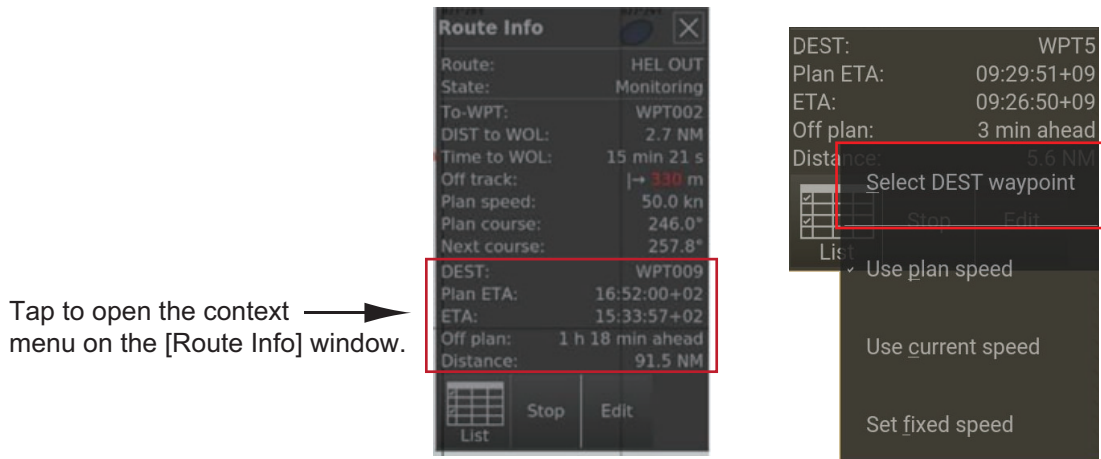 Route Info
Route: HEL OUT
State: Monitoring
To-WPT: WPT002
DIST to WOL: 2.7 NM
Time to WOL: 15 min 21 s
Off track: |→ 330 m
Plan speed: 50.0 kn
Plan course: 246.0°
Next course: 257.8°
DEST: WPT009
Plan ETA: 16:52:00+02
ETA: 15:33:57+02
Off plan: 1 h 18 min ahead
Distance: 91.5 NM
List
Stop
Edit
Tap to open the context
menu on the [Route Info] window.
DEST: WPT5
Plan ETA: 09:29:51+09
ETA: 09:26:50+09
Off plan: 3 min ahead
Distance: 5.6 NM
Select DEST waypoint
Stop
Edit
List
Use plan speed
Use current speed
Set fixed speed